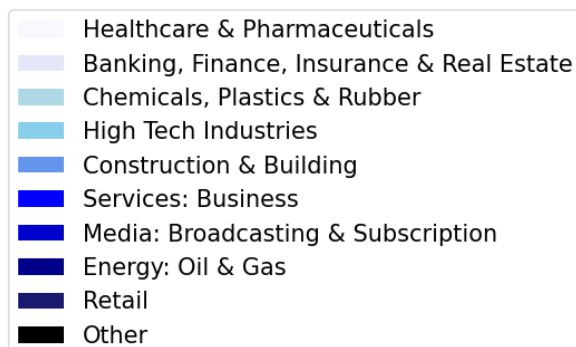 Healthcare & Pharmaceuticals
Banking, Finance, Insurance & Real Estate
Chemicals, Plastics & Rubber
High Tech Industries
Construction & Building
Services: Business
Media: Broadcasting & Subscription
Energy: Oil & Gas
Retail
Other